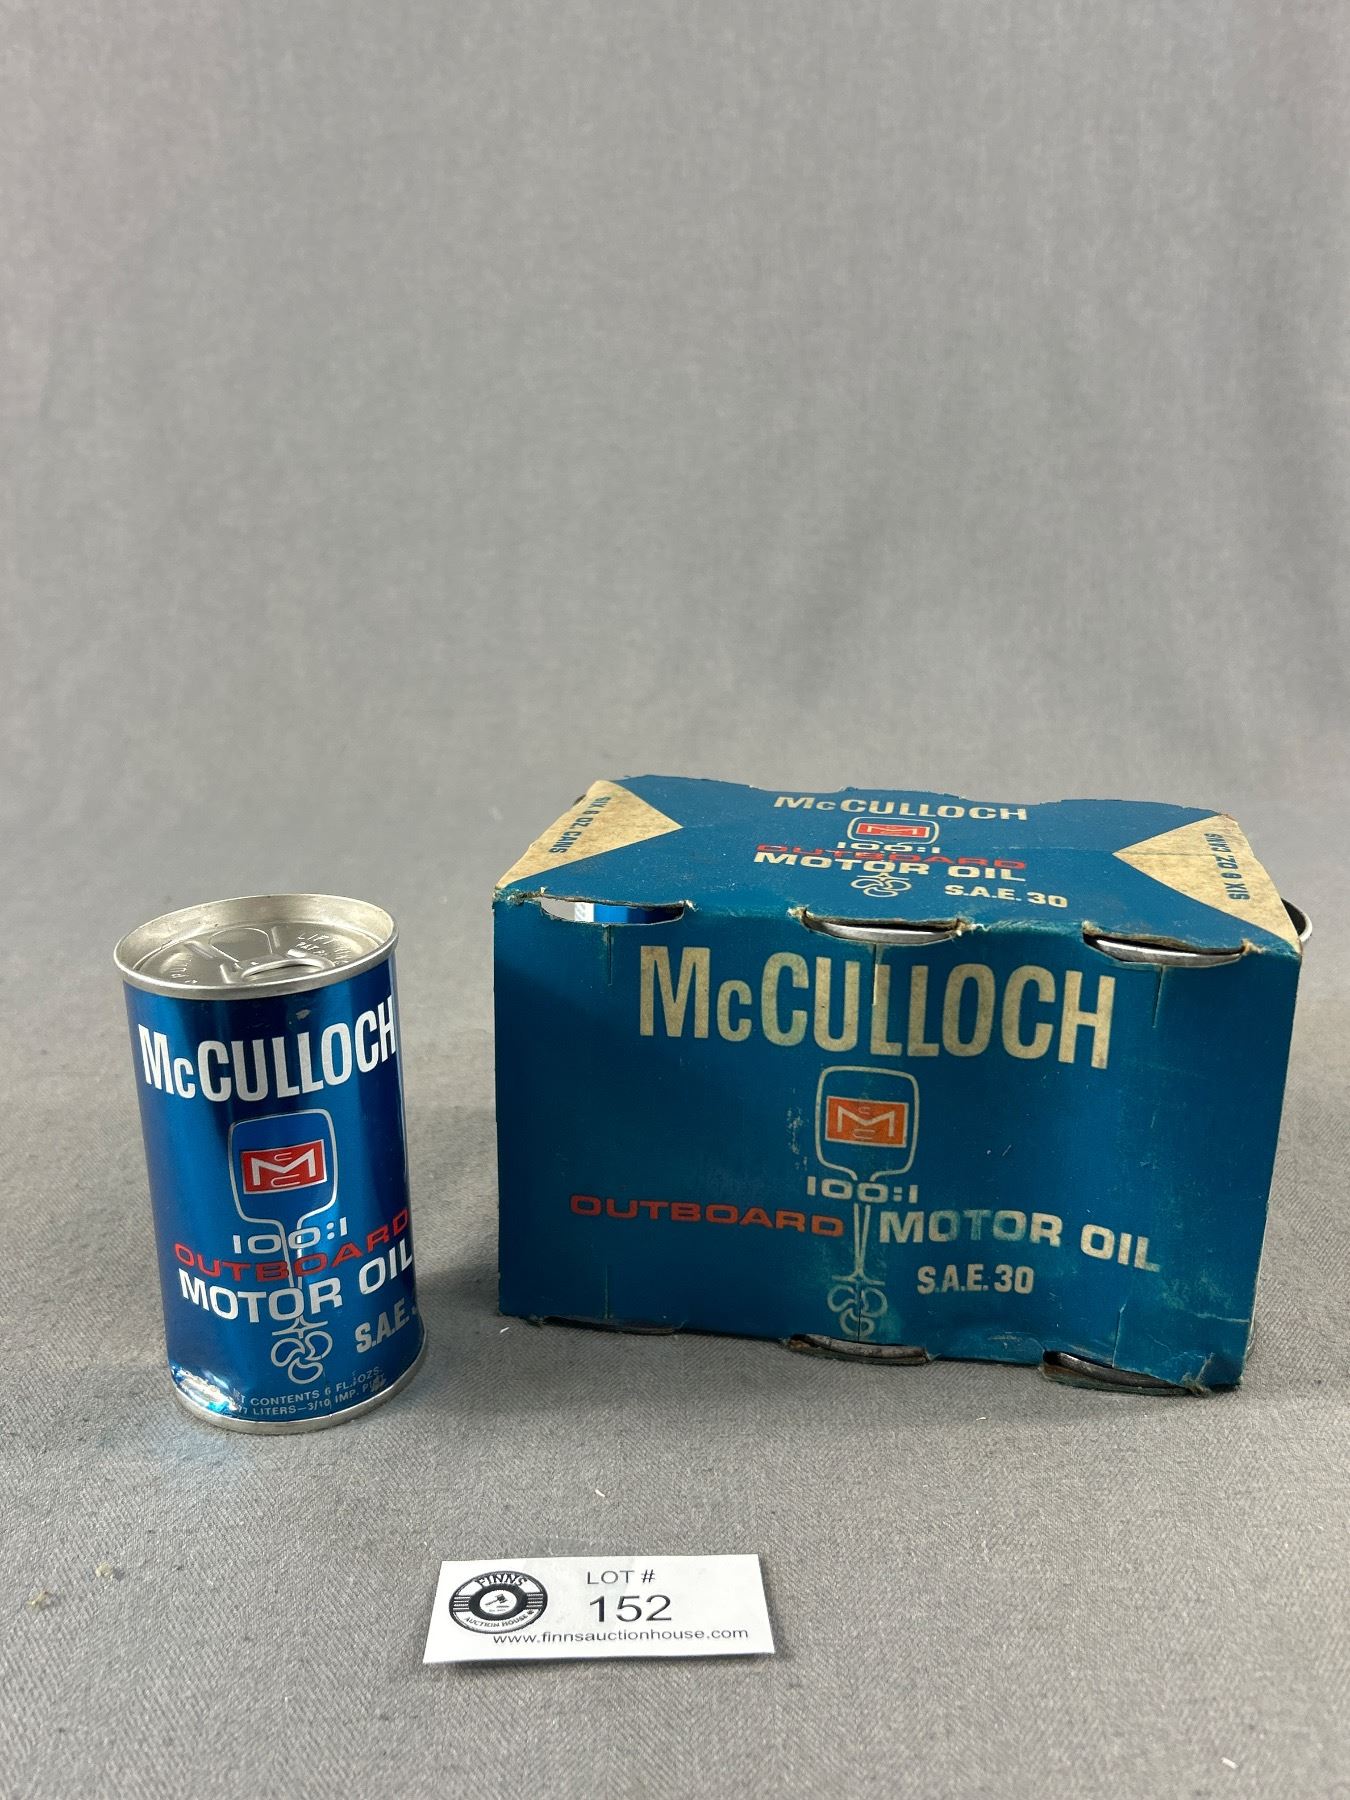 McCULLOCH
100:1
OUTBOARD
MOTOR OIL
S.A.E.
CONTENTS 6 FL. OZS.
LITERS—3/10 IMP. PINT
SIX 6 OZ CANS
McCULLOCH
M
100:1
OUTBOARD
MOTOR OIL
S.A.E. 30
SIX 6 OZ CANS
McCULLOCH
M
100:1
OUTBOARD MOTOR OIL
S.A.E. 30
FINNS
AUCTION HOUSE
LOT #
152
www.finnsauctionhouse.com